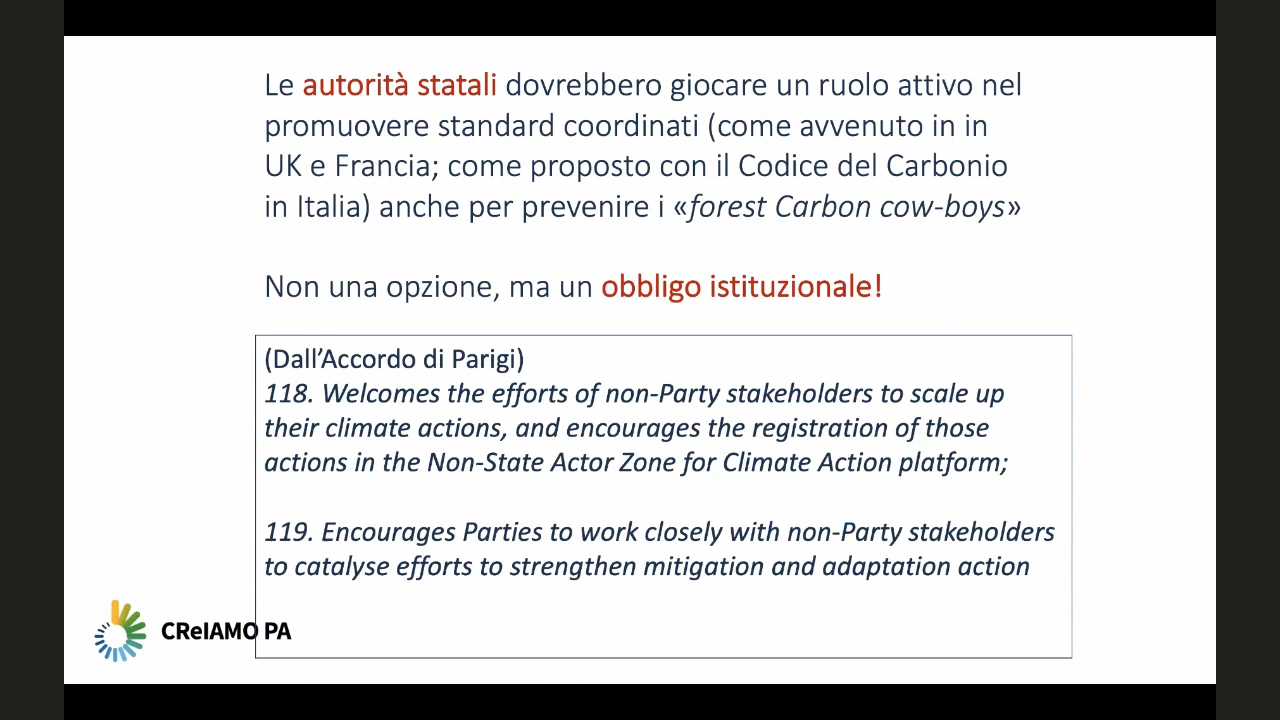 Le autorità statali dovrebbero giocare un ruolo attivo nel
promuovere standard coordinati (come avvenuto in in
UK e Francia; come proposto con il Codice del Carbonio
in Italia) anche per prevenire i «forest Carbon cow-boys»
Non una opzione, ma un obbligo istituzionale!
(Dall’Accordo di Parigi)
118. Welcomes the efforts of non-Party stakeholders to scale up
their climate actions, and encourages the registration of those
actions in the Non-State Actor Zone for Climate Action platform;
119. Encourages Parties to work closely with non-Party stakeholders
to catalyse efforts to strengthen mitigation and adaptation action
CReIAMO PA